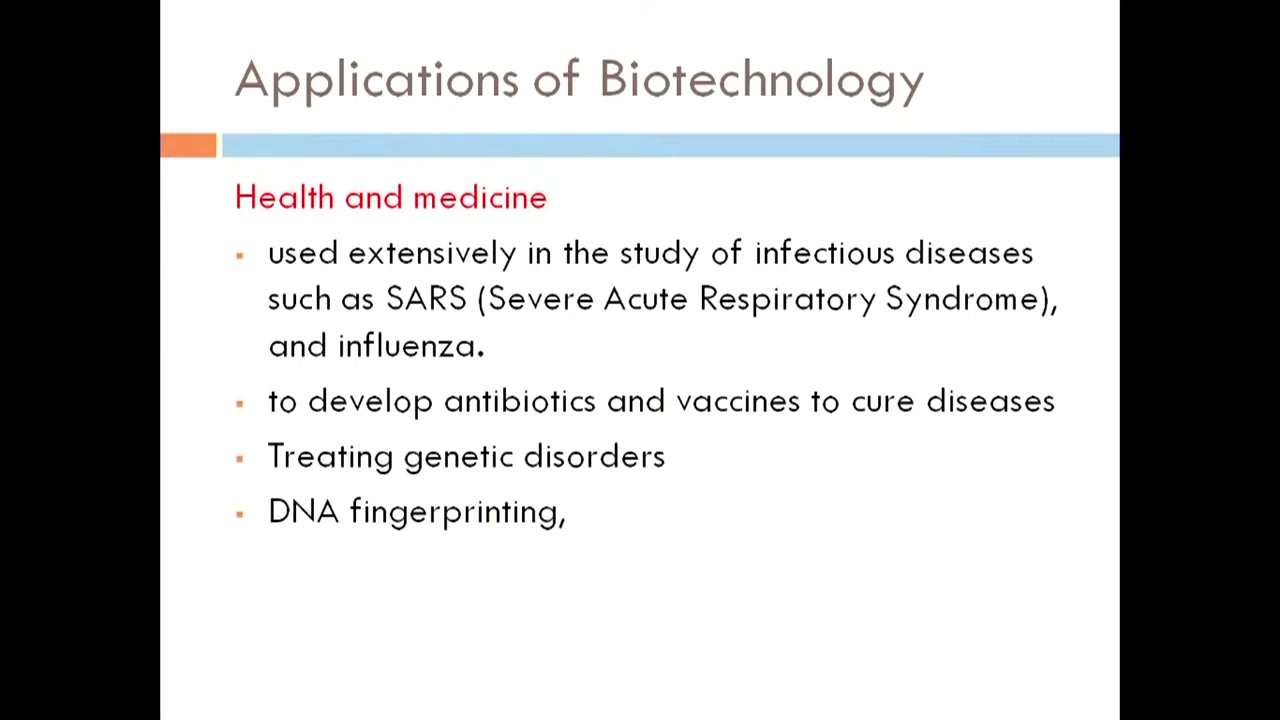 Applications of Biotechnology
Health and medicine
▪ used extensively in the study of infectious diseases
such as SARS (Severe Acute Respiratory Syndrome),
and influenza.
▪ to develop antibiotics and vaccines to cure diseases
▪ Treating genetic disorders
▪ DNA fingerprinting,